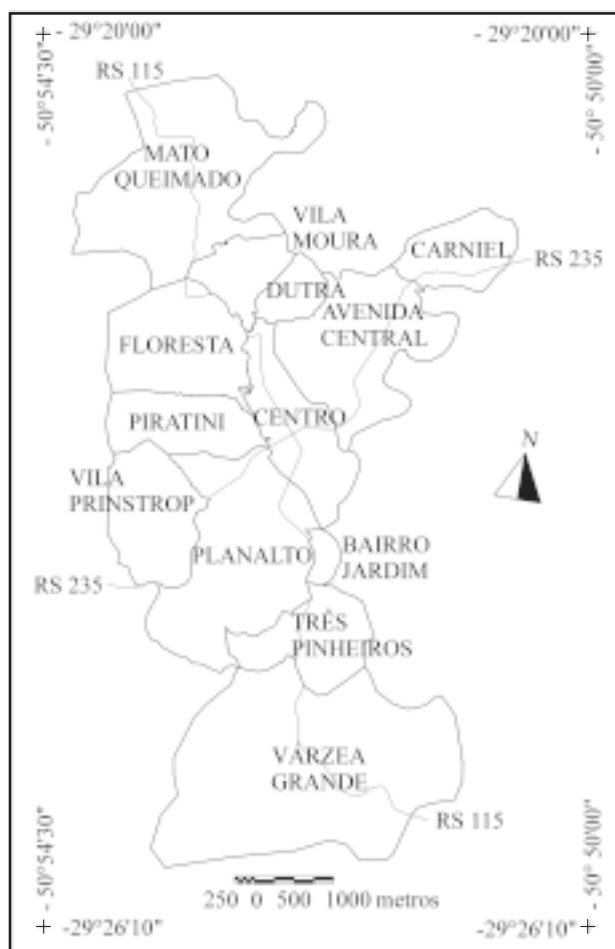 - 29°20'00"
- 29°20'00"
- 50°54'30"
- 50° 50'00"
RS 115
MATO
QUEIMADO
VILA
MOURA
CARNIEL
RS 235
DUTRA
AVENIDA
CENTRAL
FLORESTA
PIRATINI
CENTRO
N
VILA
PRINSTROP
PLANALTO
BAIRRO
JARDIM
RS 235
TRÊS
PINHEIROS
VÁRZEA
GRANDE
RS 115
- 50°54'30"
- 50° 50'00"
250 0 500 1000 metros
-29°26'10"
-29°26'10"